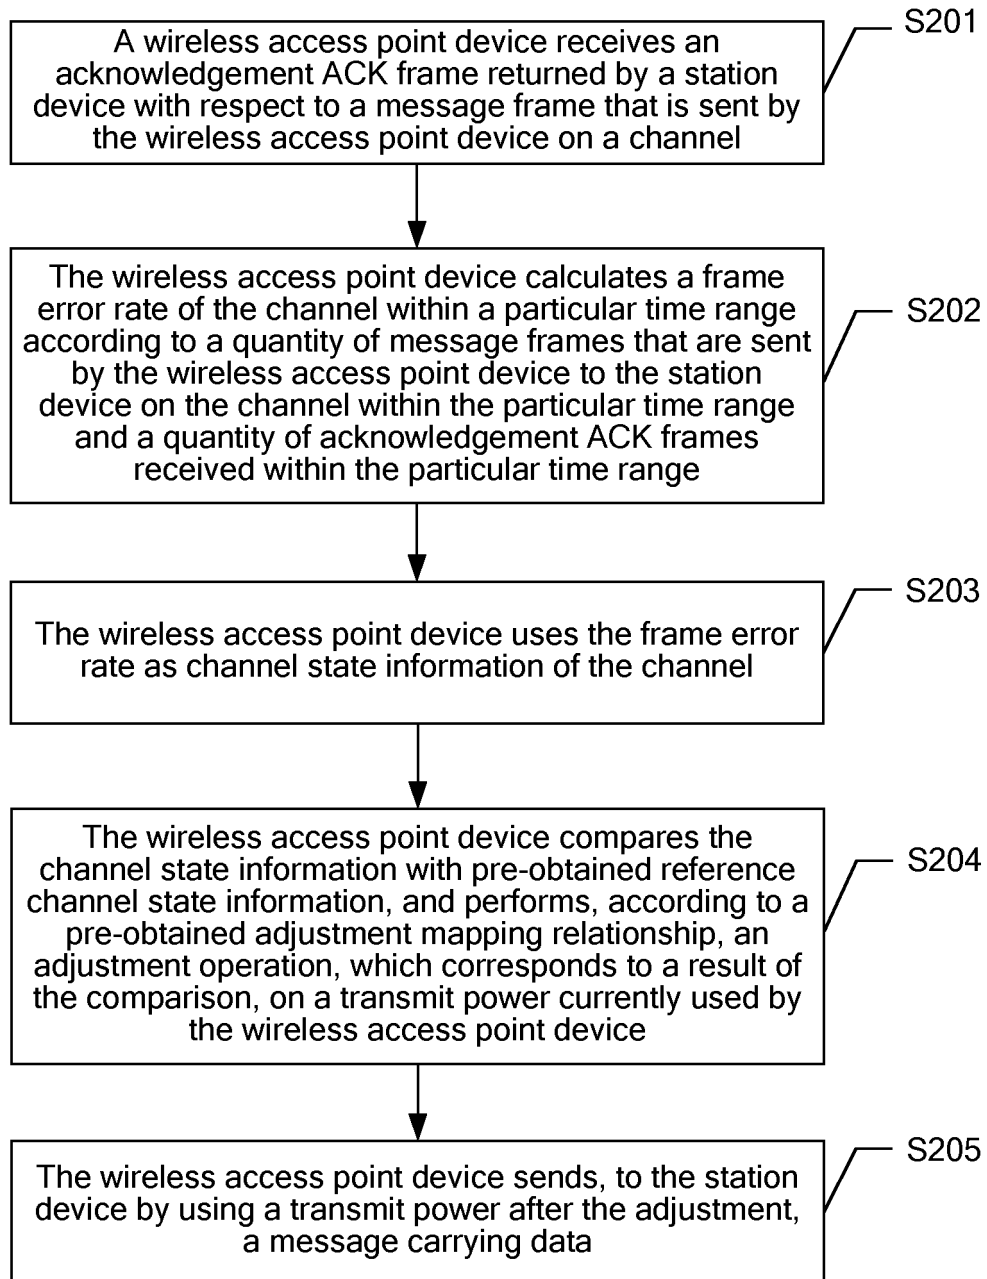 S201
A wireless access point device receives an
acknowledgement ACK frame returned by a station
device with respect to a message frame that is sent by
the wireless access point device on a channel
S202
The wireless access point device calculates a frame
error rate of the channel within a particular time range
according to a quantity of message frames that are sent
by the wireless access point device to the station
device on the channel within the particular time range
and a quantity of acknowledgement ACK frames
received within the particular time range
S203
The wireless access point device uses the frame error
rate as channel state information of the channel
S204
The wireless access point device compares the
channel state information with pre-obtained reference
channel state information, and performs, according to a
pre-obtained adjustment mapping relationship, an
adjustment operation, which corresponds to a result of
the comparison, on a transmit power currently used by
the wireless access point device
S205
The wireless access point device sends, to the station
device by using a transmit power after the adjustment,
a message carrying data